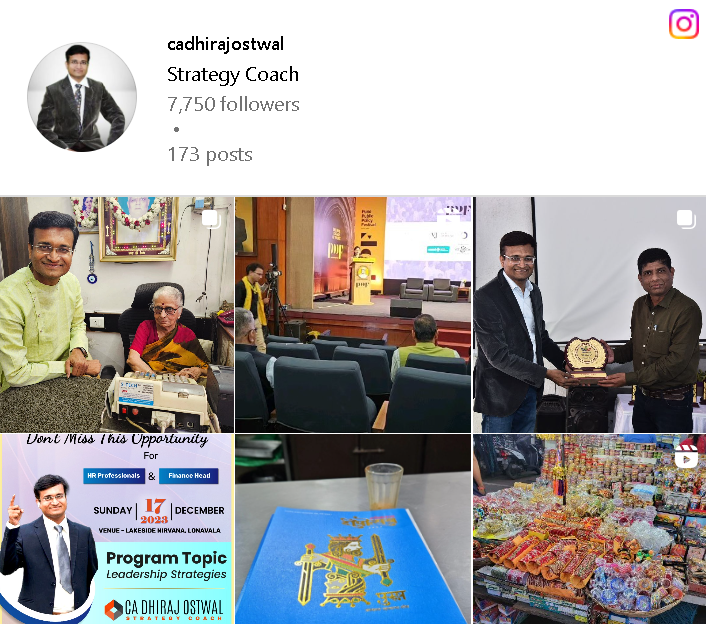 cadhirajostwal
Strategy Coach
7,750 followers
•
173 posts
Don't Miss This Opportunity
For
HR Professionals & Finance Head
SUNDAY 17 2023 DECEMBER
VENUE - LAKESIDE NIRVANA, LONAVALA
Program Topic
Leadership Strategies
CA DHIRAJ OSTWAL
STRATEGY COACH